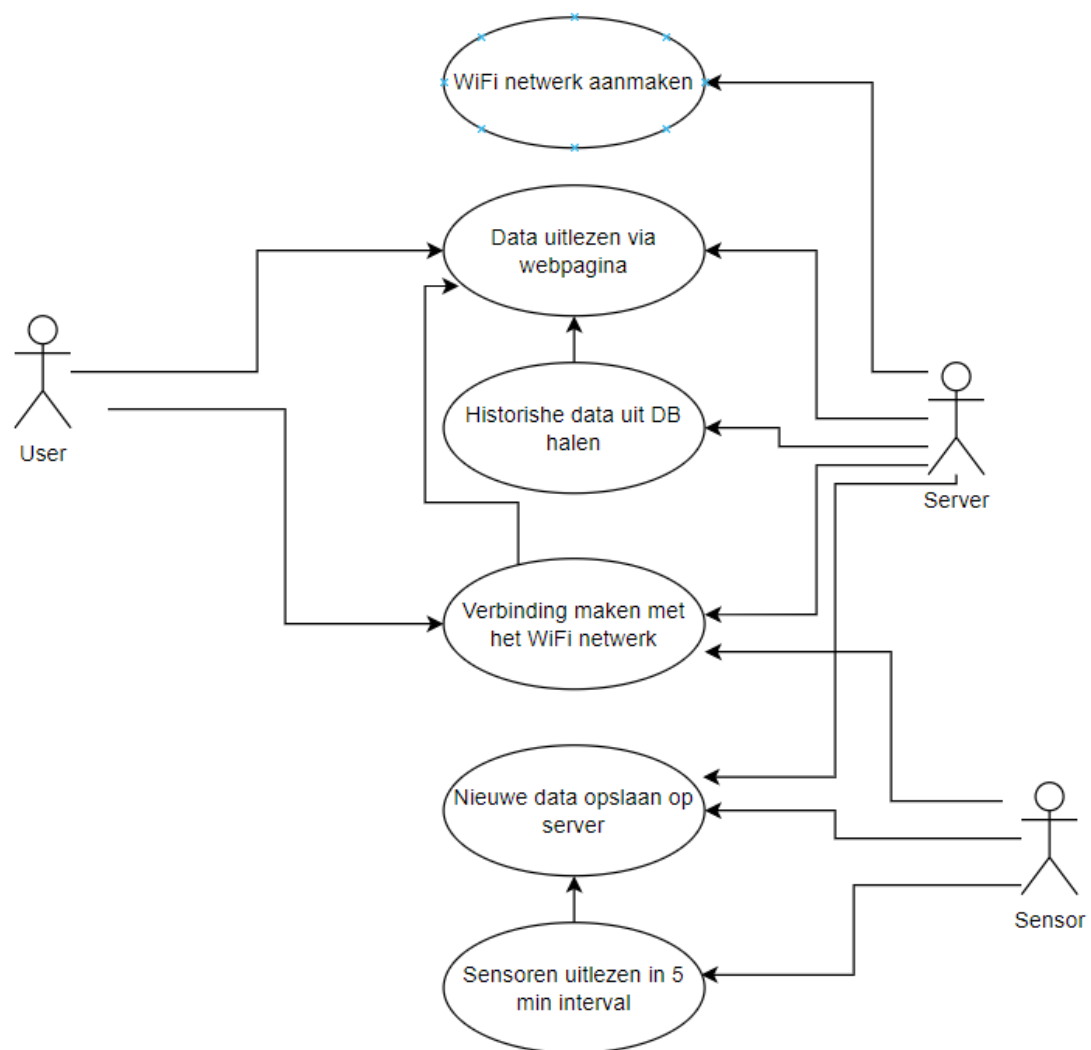 WiFi netwerk aanmaken
Data uitlezen via
webpagina
User
Historishe data uit DB
halen
Server
Verbinding maken met
het WiFi netwerk
Nieuwe data opslaan op
server
Sensor
Sensoren uitlezen in 5
min interval